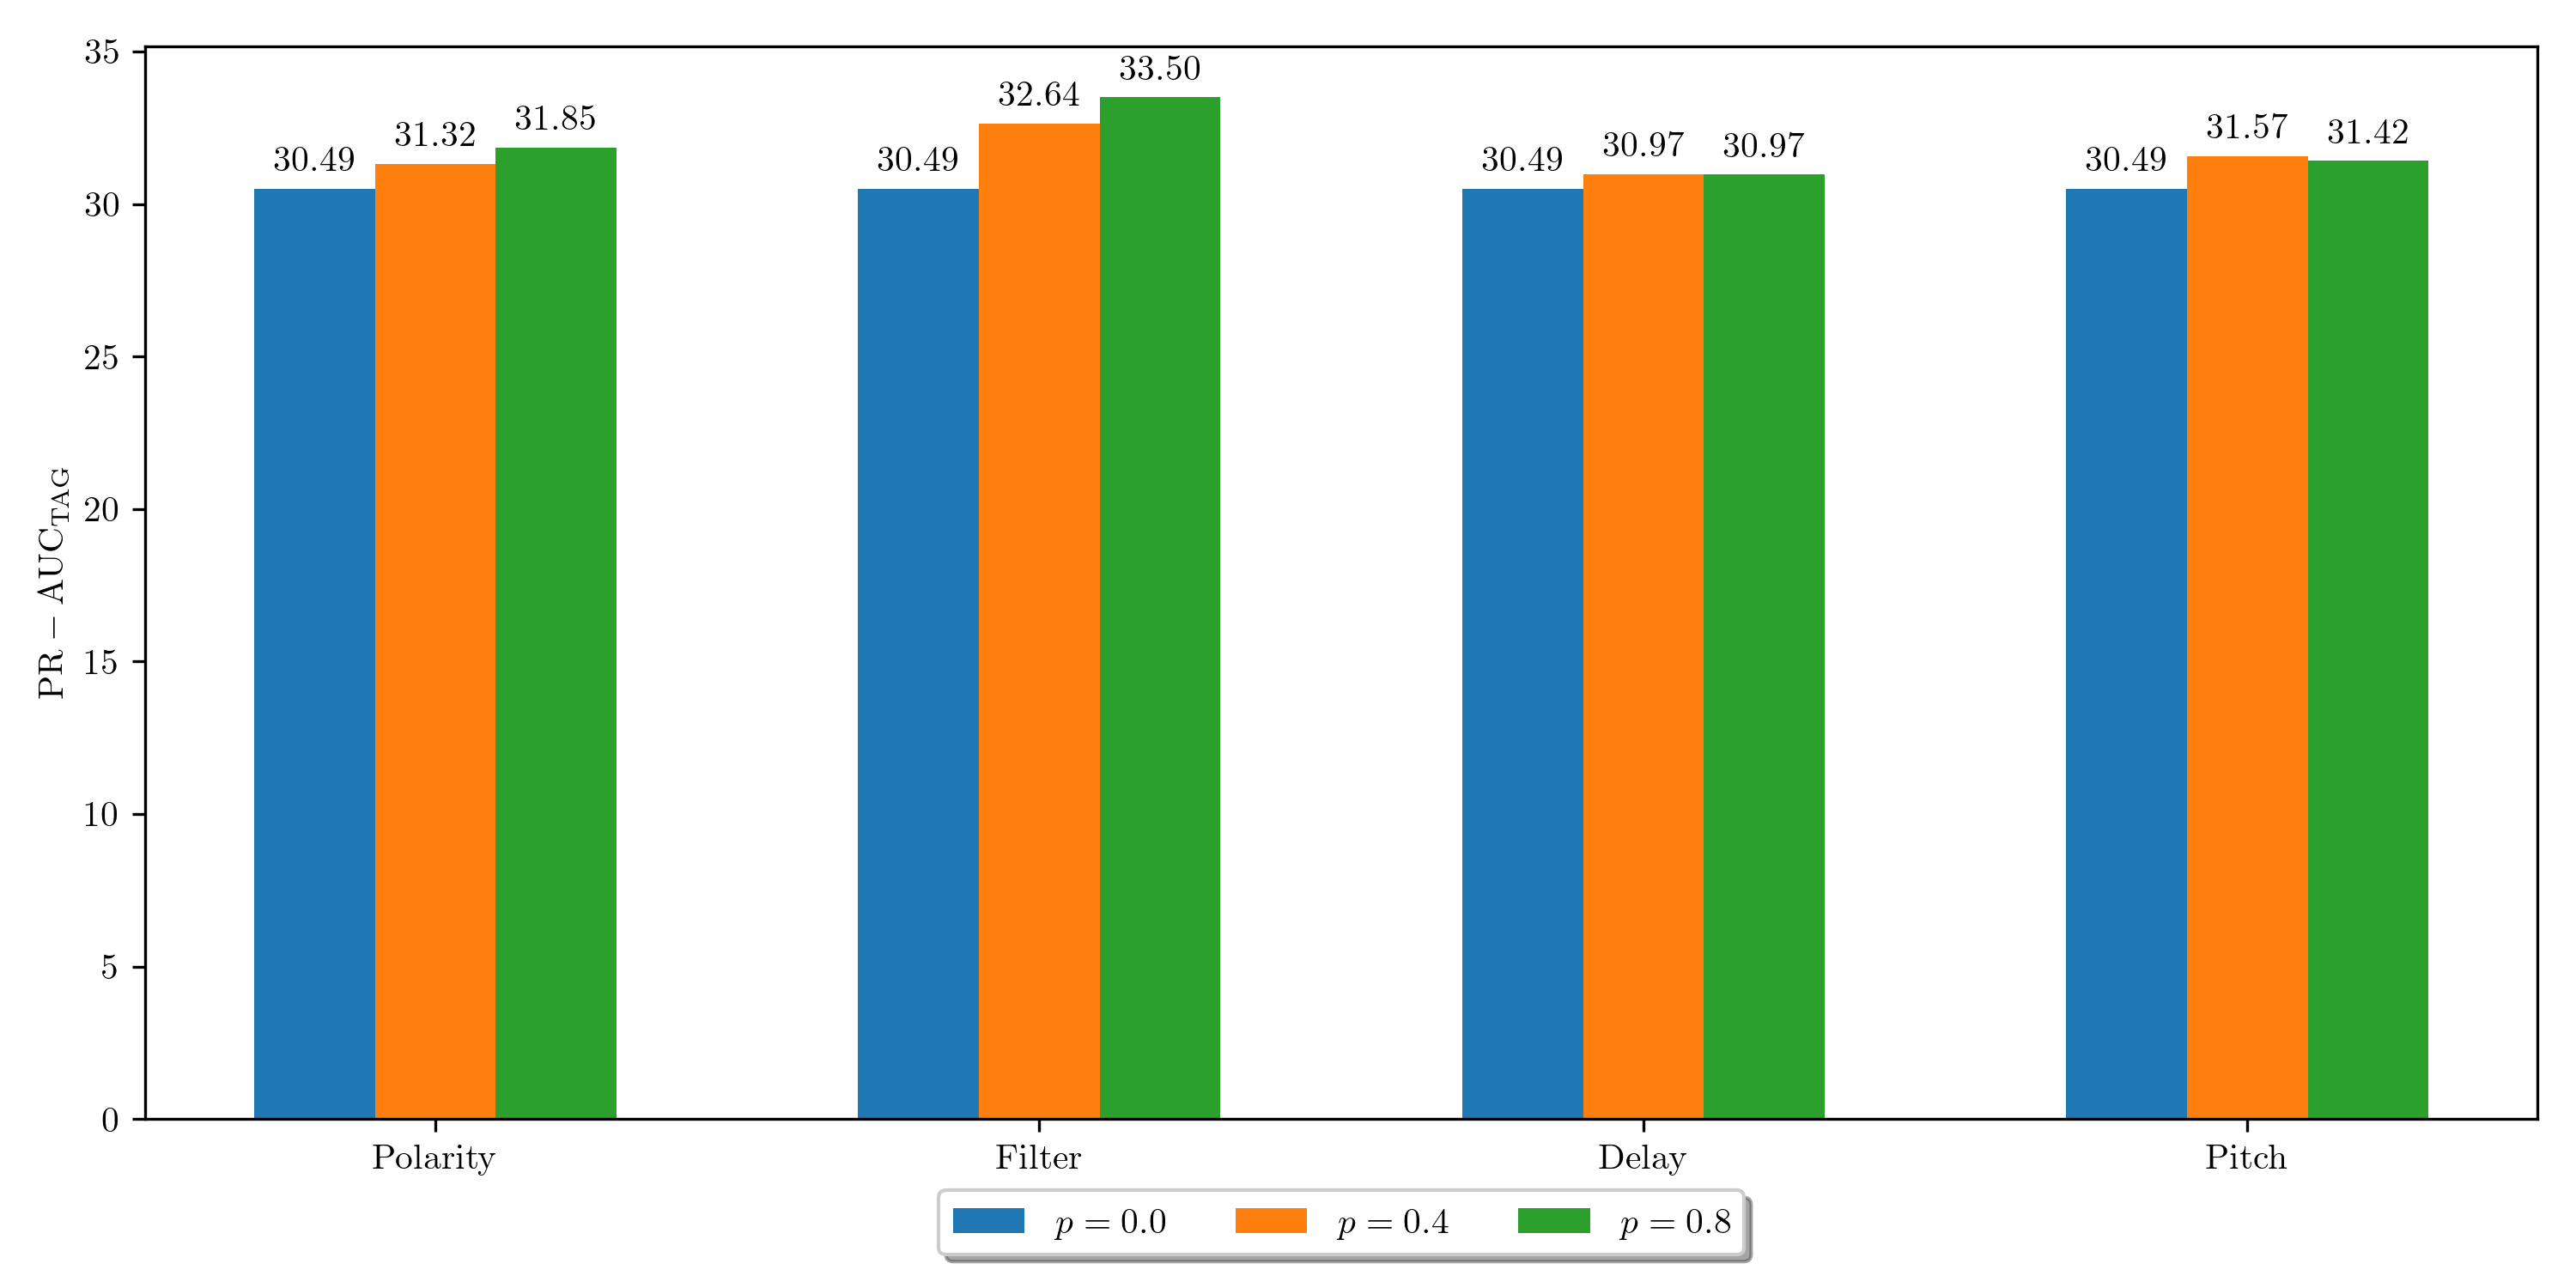 35
30
25
20
15
10
5
0
PR − AUC_TAG
30.49 31.32 31.85
30.49 32.64 33.50
30.49 30.97 30.97
30.49 31.57 31.42
Polarity Filter Delay Pitch
p = 0.0 p = 0.4 p = 0.8